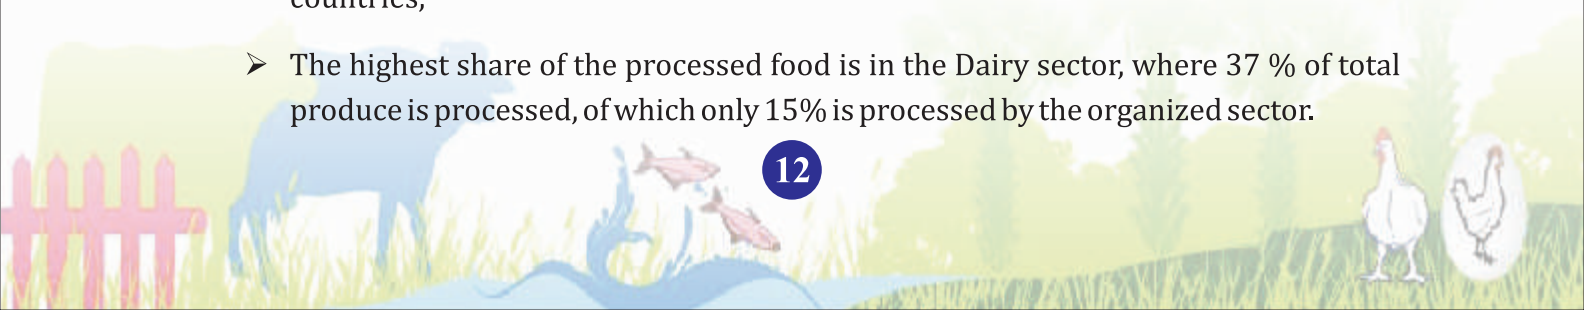 countries;
➢ The highest share of the processed food is in the Dairy sector, where 37 % of total
produce is processed, of which only 15% is processed by the organized sector.
12